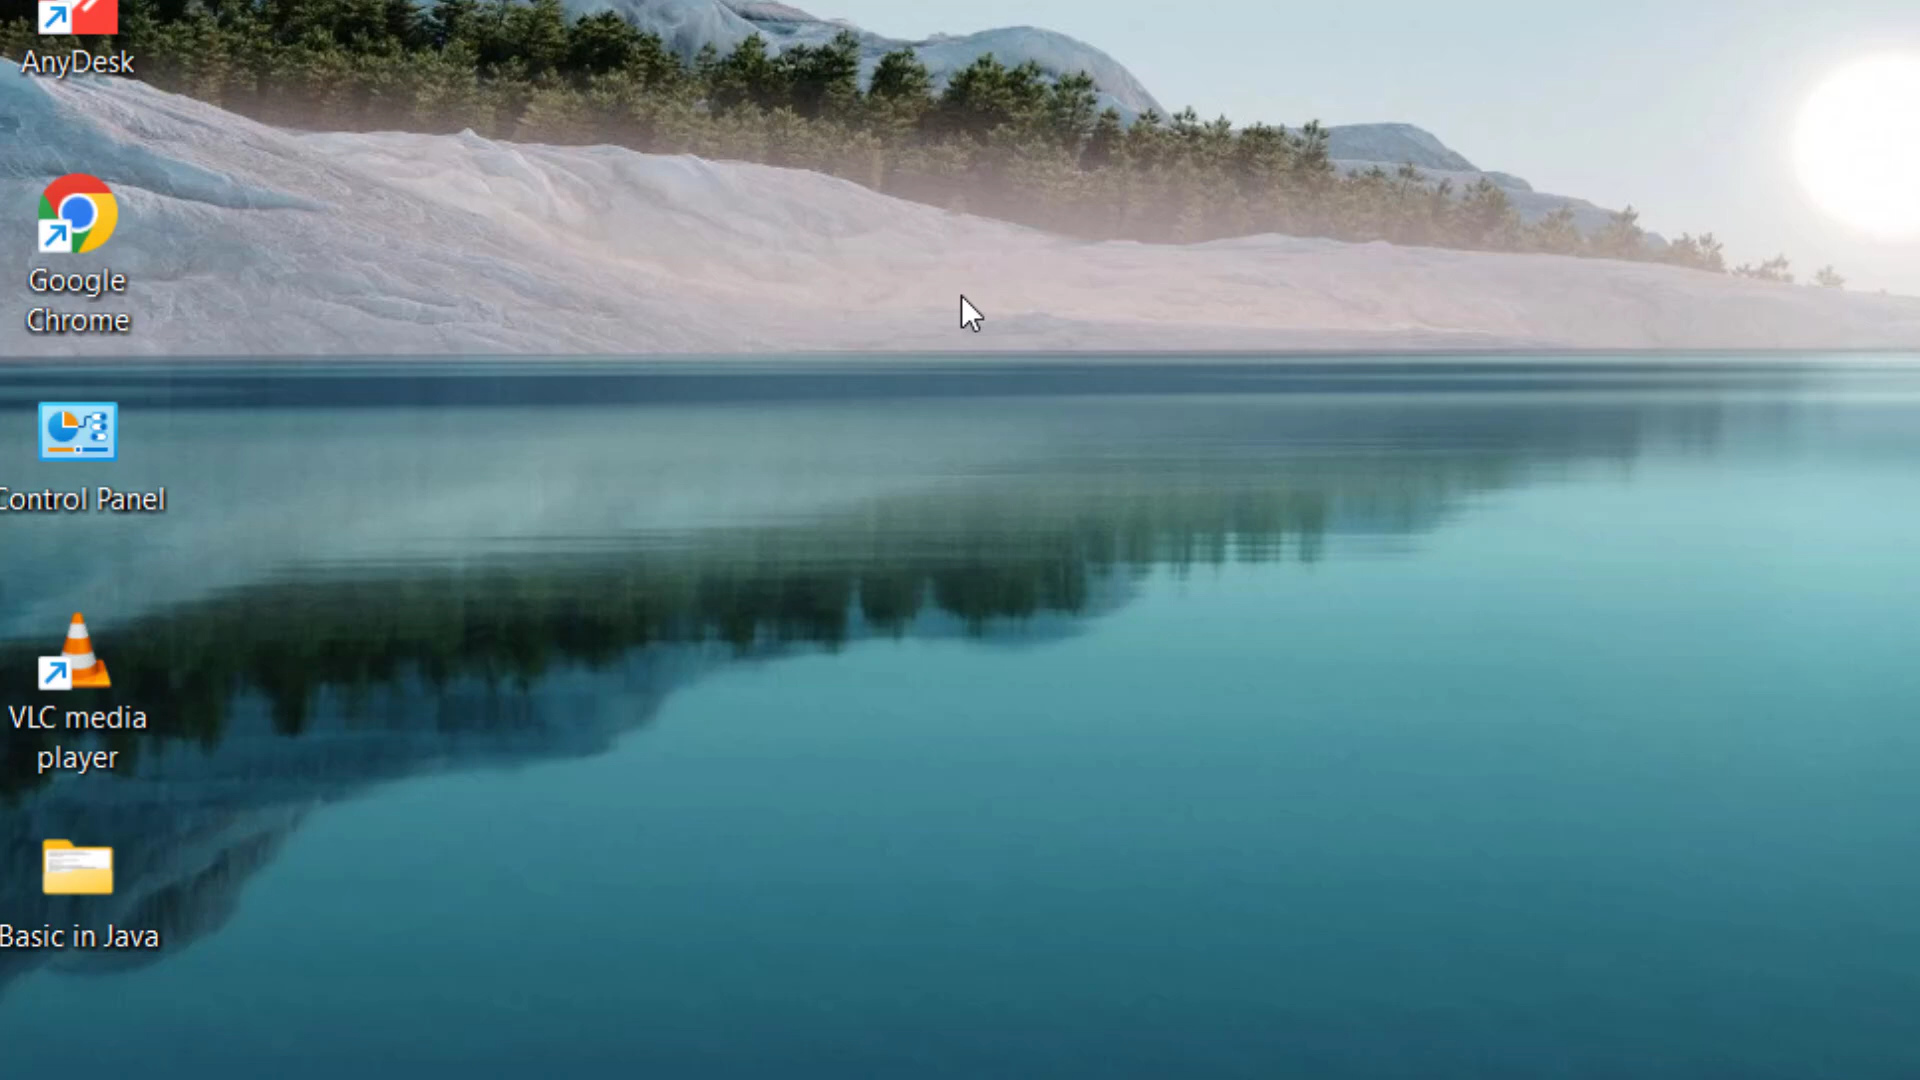 AnyDesk
Google
Chrome
Control Panel
VLC media
player
Basic in Java